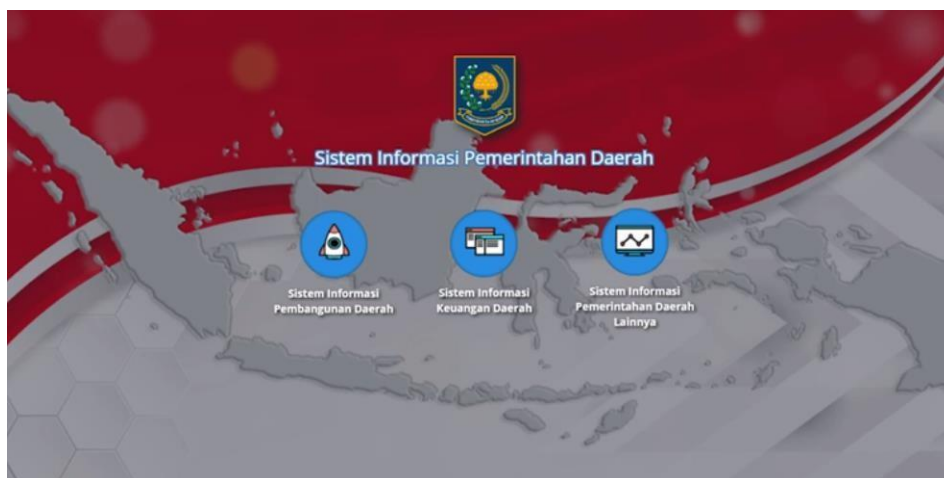 Sistem Informasi Pemerintahan Daerah
Sistem Informasi
Pembangunan Daerah
Sistem Informasi
Keuangan Daerah
Sistem Informasi
Pemerintahan Daerah
Lainnya